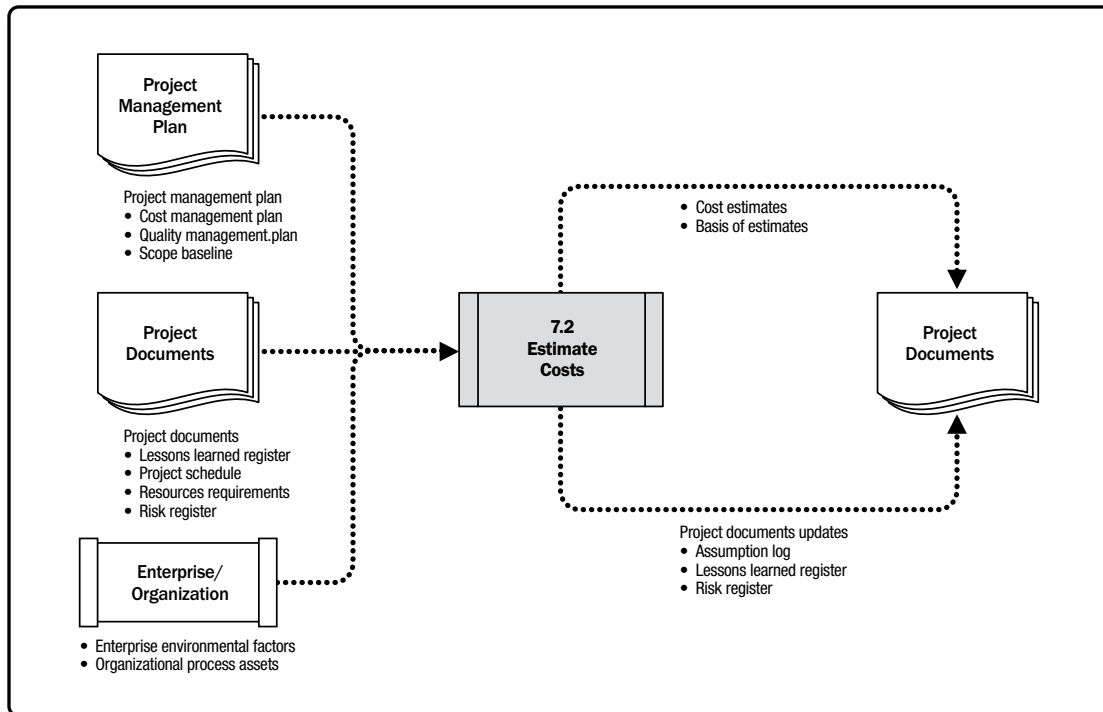 Project
Management
Plan
Project management plan
• Cost management plan
• Quality management.plan
• Scope baseline
Project
Documents
Project documents
• Lessons learned register
• Project schedule
• Resources requirements
• Risk register
Enterprise/
Organization
• Enterprise environmental factors
• Organizational process assets
7.2
Estimate
Costs
• Cost estimates
• Basis of estimates
Project documents updates
• Assumption log
• Lessons learned register
• Risk register
Project
Documents